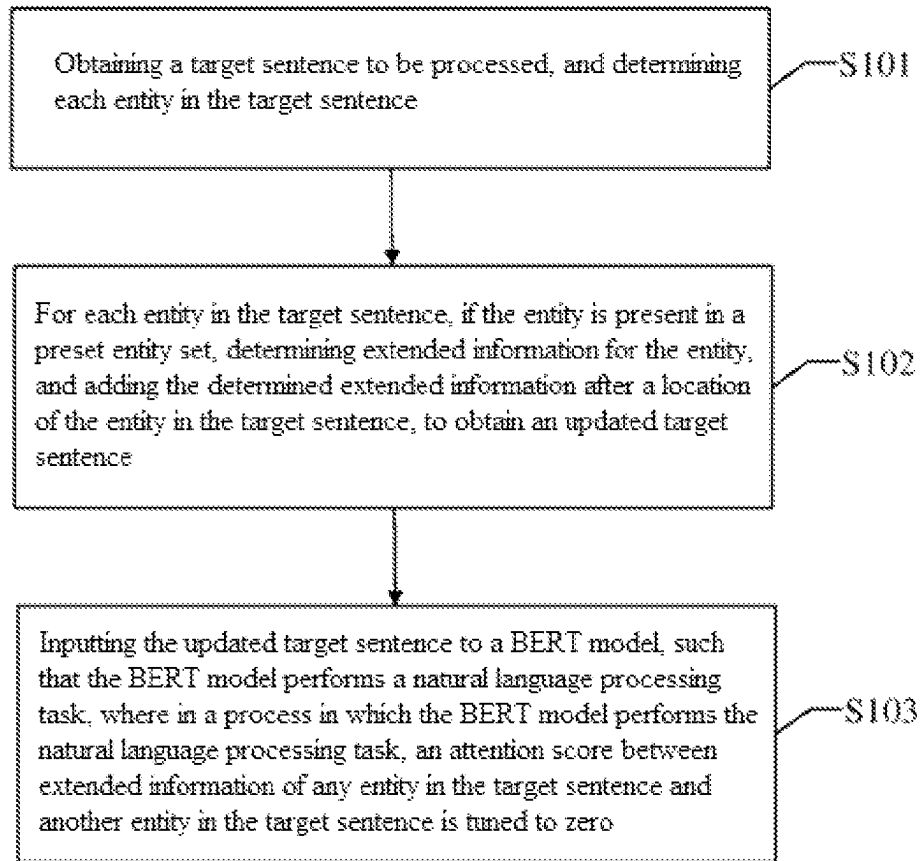 Obtaining a target sentence to be processed, and determining
each entity in the target sentence
S101
For each entity in the target sentence, if the entity is present in a
preset entity set, determining extended information for the entity,
and adding the determined extended information after a location
of the entity in the target sentence, to obtain an updated target
sentence
S102
Inputting the updated target sentence to a BERT model, such
that the BERT model performs a natural language processing
task, where in a process in which the BERT model performs the
natural language processing task, an attention score between
extended information of any entity in the target sentence and
another entity in the target sentence is tuned to zero
S103